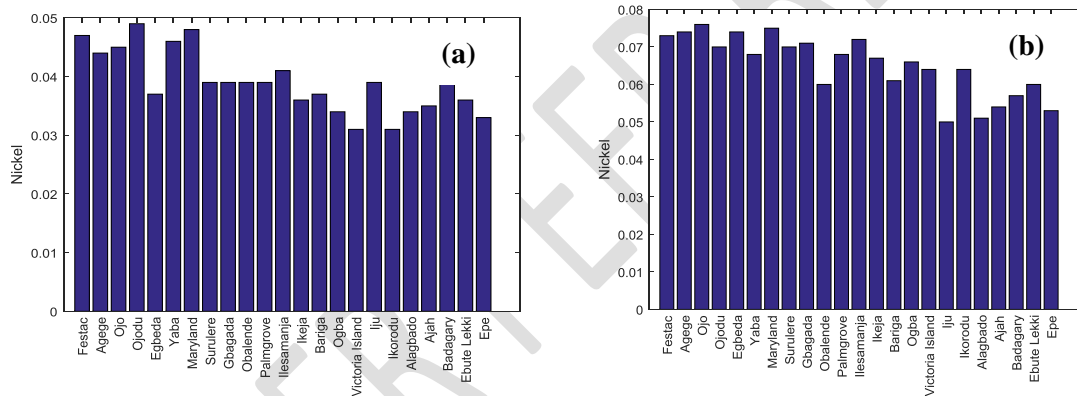 0.05
0.04
0.03
0.02
0.01
0
Nickel
(a)
Festac
Agege
Ojo
Ojodu
Egbeda
Yaba
Maryland
Surulere
Gbagada
Obalende
Palmgrove
Illesamanja
Ikeja
Bariga
Ogba
Victoria Island
Iju
Ikorodu
Alagbado
Ajah
Badagary
Ebute Lekki
Epe
0.08
0.07
0.06
0.05
0.04
0.03
0.02
0.01
0
Nickel
(b)
Festac
Agege
Ojo
Ojodu
Egbeda
Yaba
Maryland
Surulere
Gbagada
Obalende
Palmgrove
Illesamanja
Ikeja
Bariga
Ogba
Victoria Island
Iju
Ikorodu
Alagbado
Ajah
Badagary
Ebute Lekki
Epe